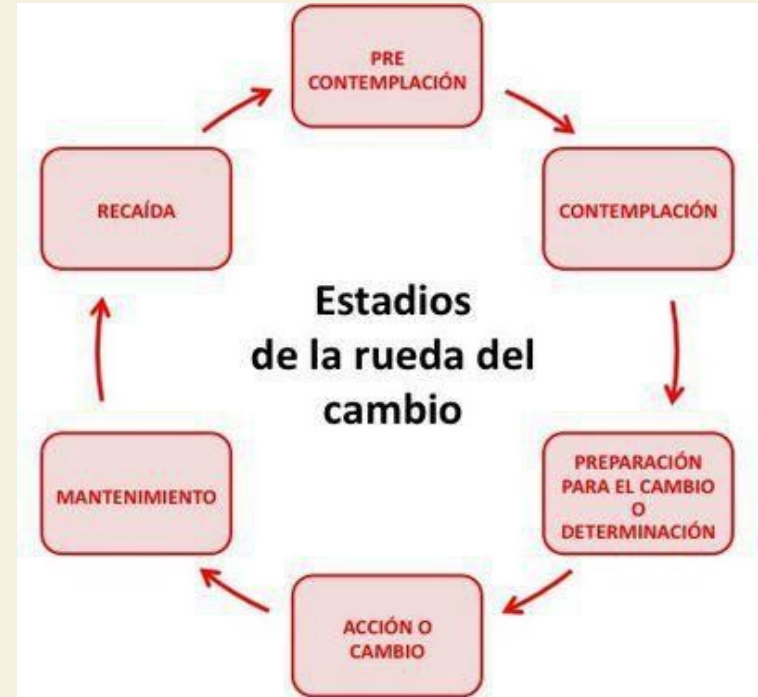 PRE
CONTEMPLACIÓN
CONTEMPLACIÓN
PREPARACIÓN
PARA EL CAMBIO
O
DETERMINACIÓN
ACCIÓN O
CAMBIO
MANTENIMIENTO
RECAÍDA
Estadios
de la rueda del
cambio